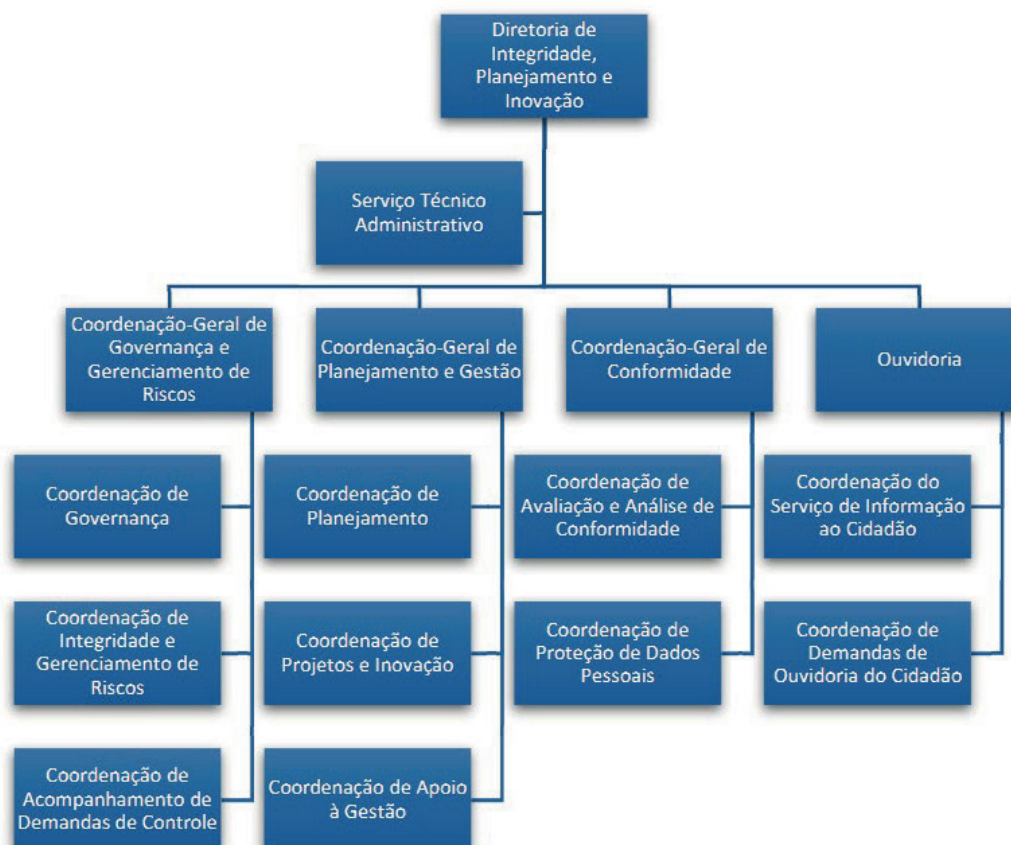 Diretoria de
Integridade,
Planejamento e
Inovação
Serviço Técnico
Administrativo
Coordenação-Geral de
Governança e
Gerenciamento de
Riscos
Coordenação-Geral de
Planejamento e Gestão
Coordenação-Geral de
Conformidade
Ouvidoria
Coordenação de
Governança
Coordenação de
Planejamento
Coordenação de
Avaliação e Análise de
Conformidade
Coordenação do
Serviço de Informação
ao Cidadão
Coordenação de
Integridade e
Gerenciamento de
Riscos
Coordenação de
Projetos e Inovação
Coordenação de
Proteção de Dados
Pessoais
Coordenação de
Demandas de
Ouvidoria do Cidadão
Coordenação de
Acompanhamento de
Demandas de Controle
Coordenação de Apoio
à Gestão